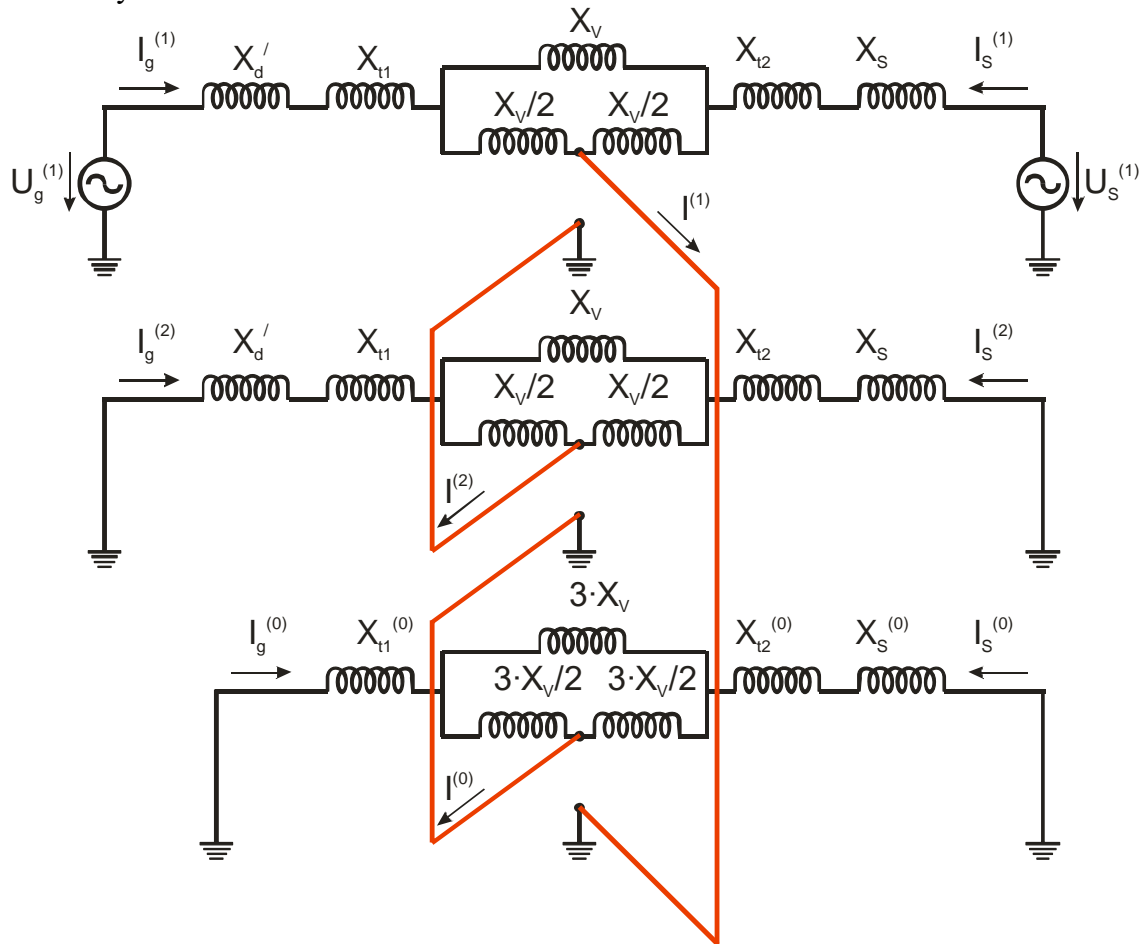 X_V
I_g^(1) X_d^/ X_t1 X_t2 X_S I_S^(1)
X_V/2 X_V/2
U_g^(1) I^(1) U_S^(1)
X_V
I_g^(2) X_d^/ X_t1 X_t2 X_S I_S^(2)
X_V/2 X_V/2
I^(2)
3·X_V
I_g^(0) X_t1^(0) X_t2^(0) X_S^(0) I_S^(0)
3·X_V/2 3·X_V/2
I^(0)